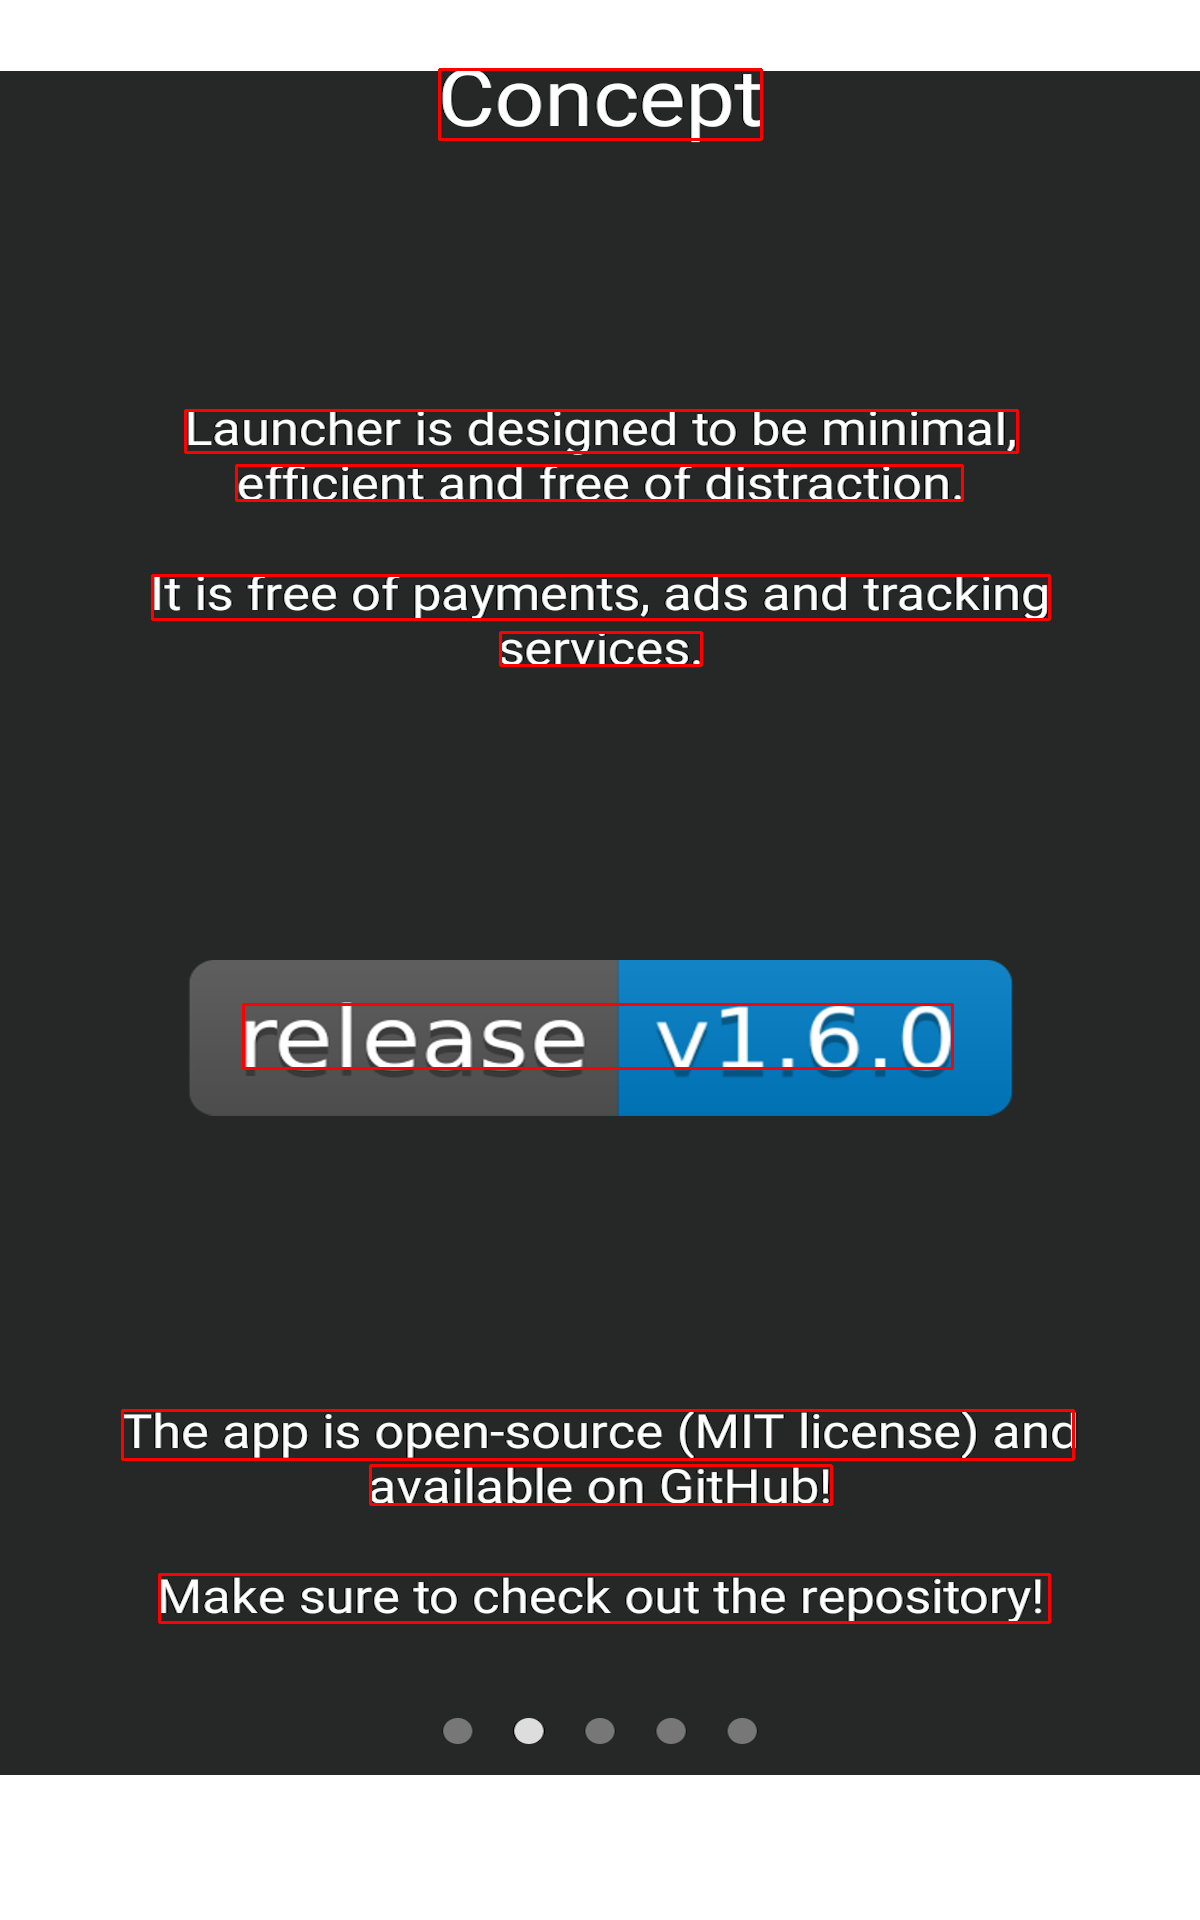 Concept
Launcher is designed to be minimal,
efficient and free of distraction.
It is free of payments, ads and tracking
services.
release v1.6.0
The app is open-source (MIT license) and
available on GitHub!
Make sure to check out the repository!